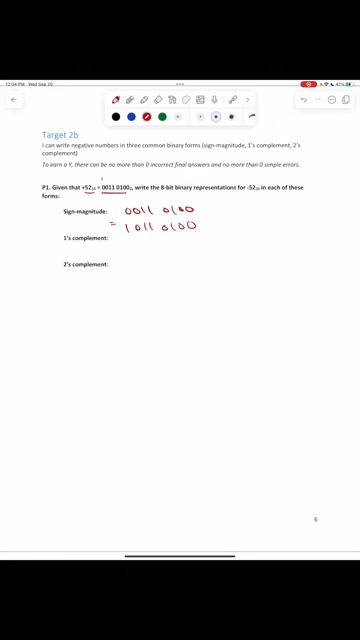 12:04 PM Wed Sep 20
41%
Target 2b
I can write negative numbers in three common binary forms (sign-magnitude, 1's complement, 2's
complement)
To earn a Y, there can be no more than 0 incorrect final answers and no more than 0 simple errors.
P1. Given that +52₁₀ = 0011 0100₂, write the 8-bit binary representations for -52₁₀ in each of these
forms:
Sign-magnitude: 0011 0100
= 1011 0100
1's complement:
2's complement:
6